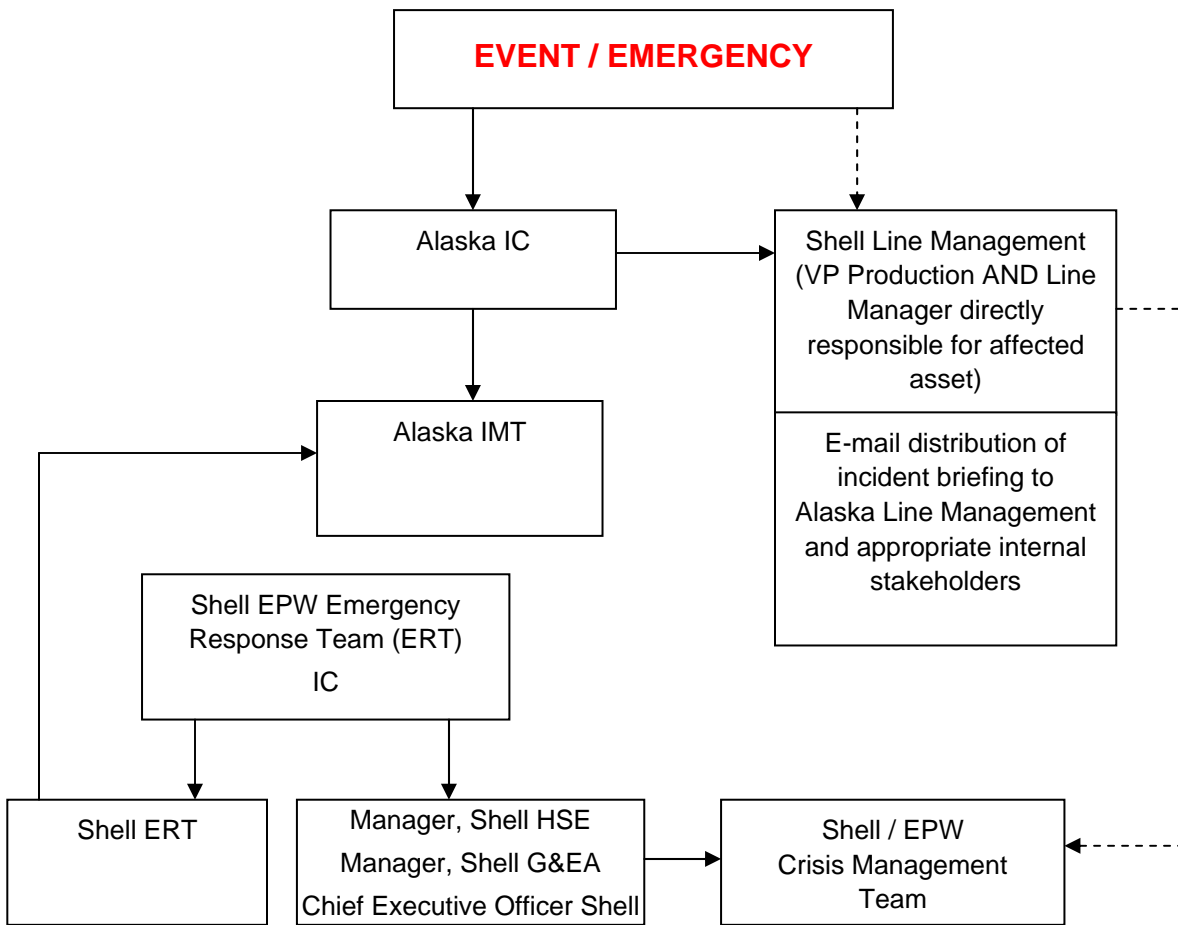 EVENT / EMERGENCY
Alaska IC
Shell Line Management
(VP Production AND Line
Manager directly
responsible for affected
asset)
Alaska IMT
E-mail distribution of
incident briefing to
Alaska Line Management
and appropriate internal
stakeholders
Shell EPW Emergency
Response Team (ERT)
IC
Shell ERT
Manager, Shell HSE
Manager, Shell G&EA
Chief Executive Officer Shell
Shell / EPW
Crisis Management
Team